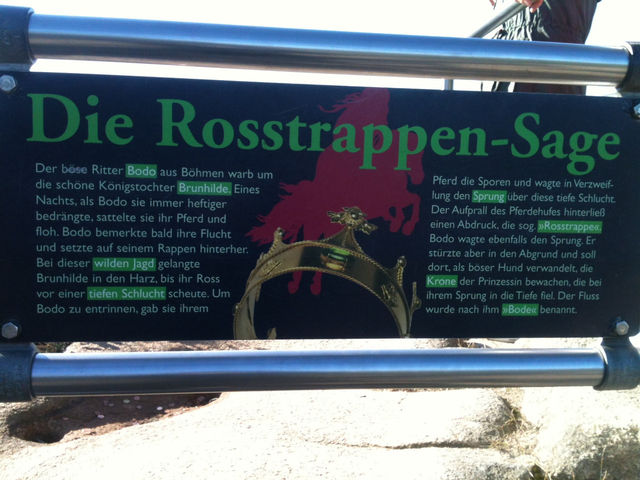 Die Rosstrappen-Sage
Der böse Ritter Bodo aus Böhmen warb um
die schöne Königstochter Brunhilde. Eines
Nachts, als Bodo sie immer heftiger
bedrängte, sattelte sie ihr Pferd und
floh. Bodo bemerkte bald ihre Flucht
und setzte auf seinem Rappen hinterher.
Bei dieser wilden Jagd gelangte
Brunhilde in den Harz, bis ihr Ross
vor einer tiefen Schlucht scheute. Um
Bodo zu entrinnen, gab sie ihrem
Pferd die Sporen und wagte in Verzweif-
lung den Sprung über diese tiefe Schlucht.
Der Aufprall des Pferdehufes hinterließ
einen Abdruck, die sog. »Rosstrappe«.
Bodo wagte ebenfalls den Sprung. Er
stürzte aber in den Abgrund und soll
dort, als böser Hund verwandelt, die
Krone der Prinzessin bewachen, die bei
ihrem Sprung in die Tiefe fiel. Der Fluss
wurde nach ihm »Bode« benannt.